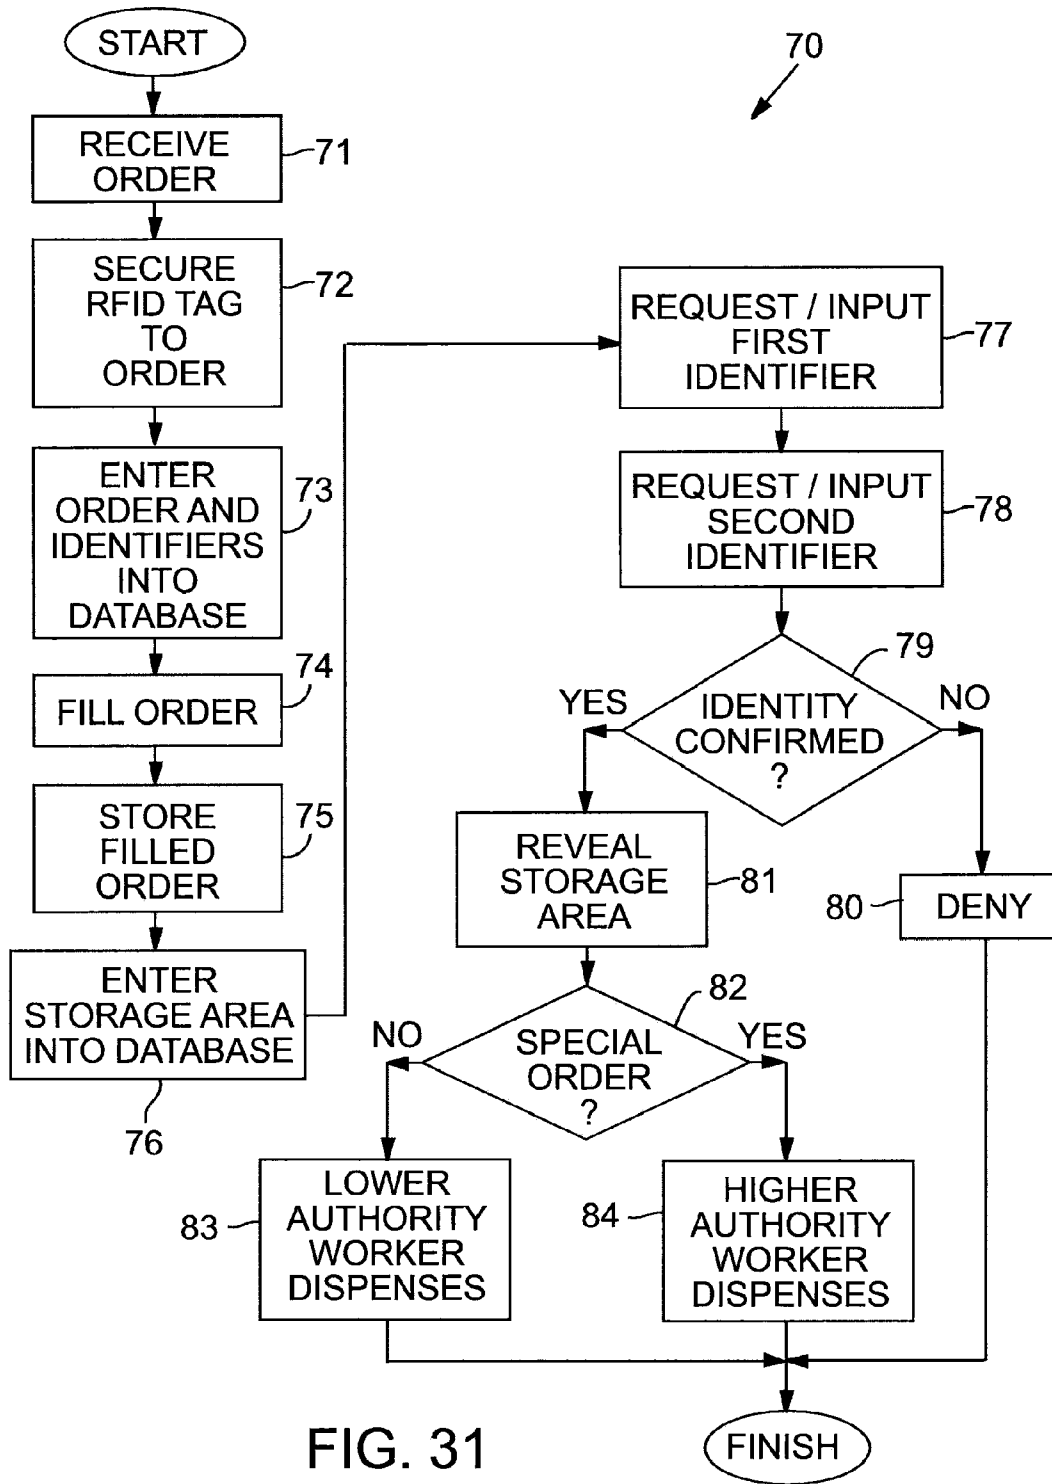 START
70
RECEIVE
ORDER
71
SECURE
RFID TAG
TO
ORDER
72
ENTER
ORDER AND
IDENTIFIERS
INTO
DATABASE
73
FILL ORDER
74
STORE
FILLED
ORDER
75
ENTER
STORAGE AREA
INTO DATABASE
76
REQUEST / INPUT
FIRST
IDENTIFIER
77
REQUEST / INPUT
SECOND
IDENTIFIER
78
IDENTITY
CONFIRMED
?
79
YES
NO
REVEAL
STORAGE
AREA
81
80
DENY
SPECIAL
ORDER
?
82
NO
YES
LOWER
AUTHORITY
WORKER
DISPENSES
83
HIGHER
AUTHORITY
WORKER
DISPENSES
84
FINISH
FIG. 31